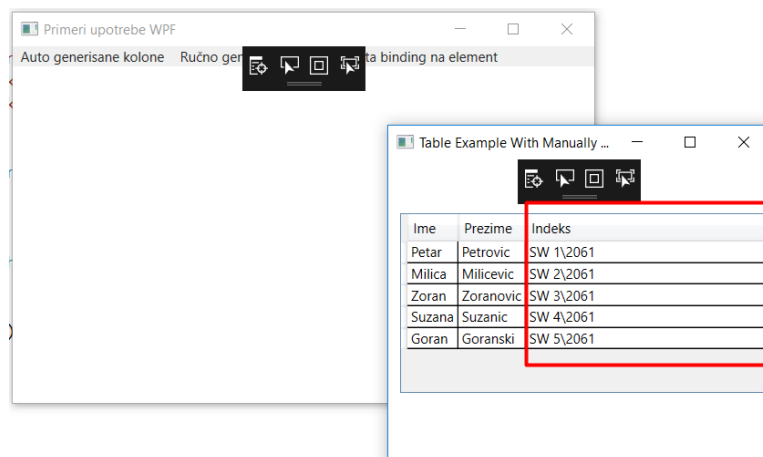 Primeri upotrebe WPF
Auto generisane kolone Ručno ger ta binding na element
Table Example With Manually ...
Ime Prezime Indeks
Petar Petrovic SW 1\2061
Milica Milicevic SW 2\2061
Zoran Zoranovic SW 3\2061
Suzana Suzanic SW 4\2061
Goran Goranski SW 5\2061